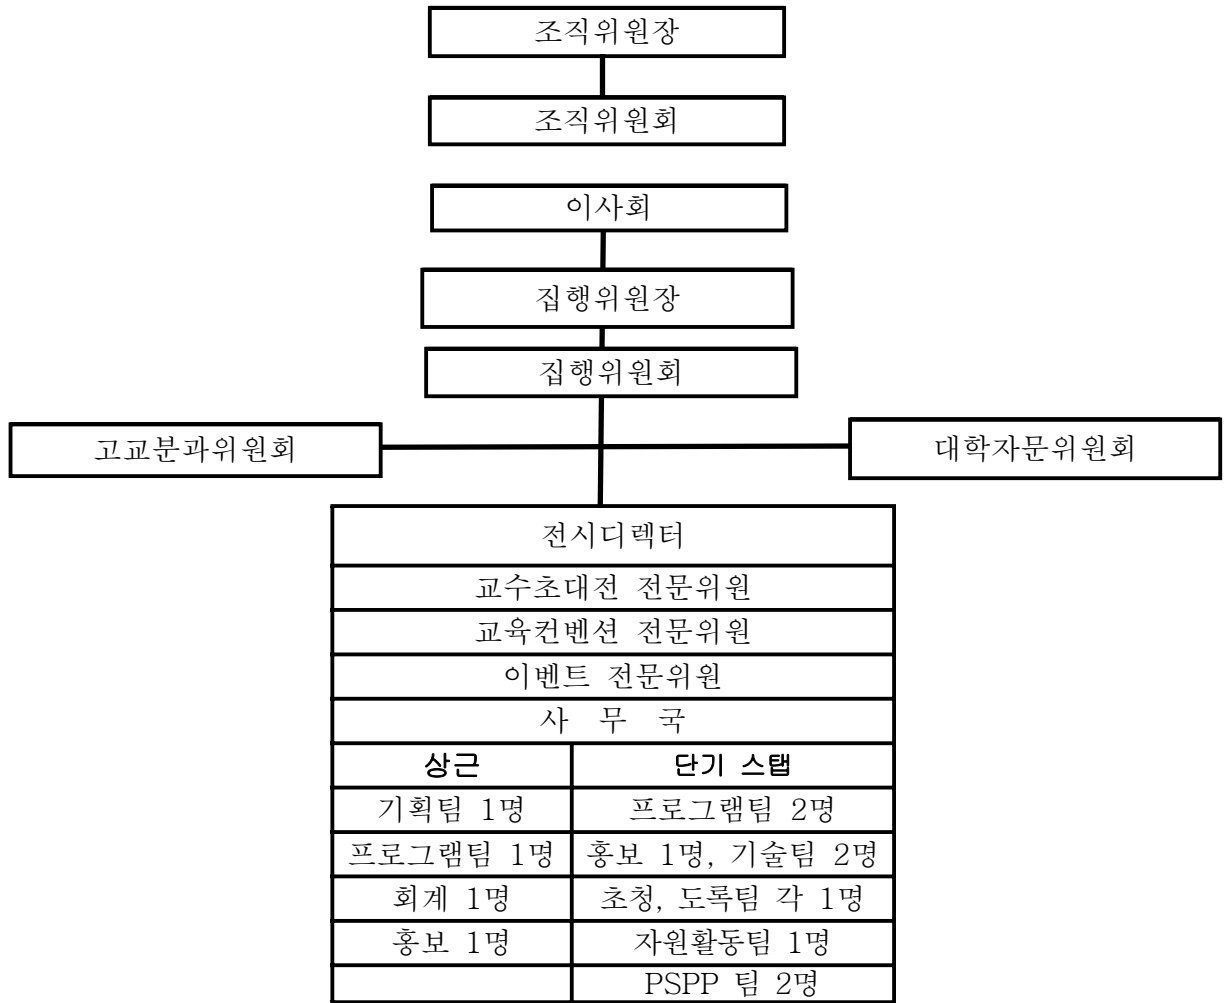 조직위원장
조직위원회
이사회
집행위원장
집행위원회
고교분과위원회 대학자문위원회
전시디렉터
교수초대전 전문위원
교육컨벤션 전문위원
이벤트 전문위원
사 무 국
상근 단기 스탭
기획팀 1명 프로그램팀 2명
프로그램팀 1명 홍보 1명, 기술팀 2명
회계 1명 초청, 도록팀 각 1명
홍보 1명 자원활동팀 1명
PSPP 팀 2명